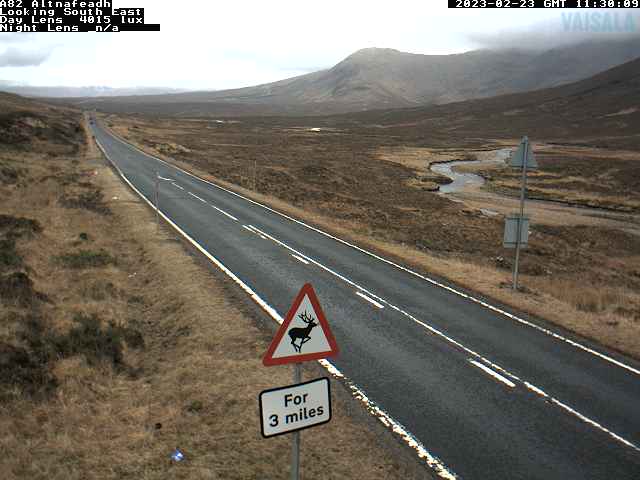 A82 Altnafeadh
2023-02-23 GMT 11:30:09
Looking South East
Day Lens  4015 lux
Night Lens  n/a
VAISALA
For
3 miles